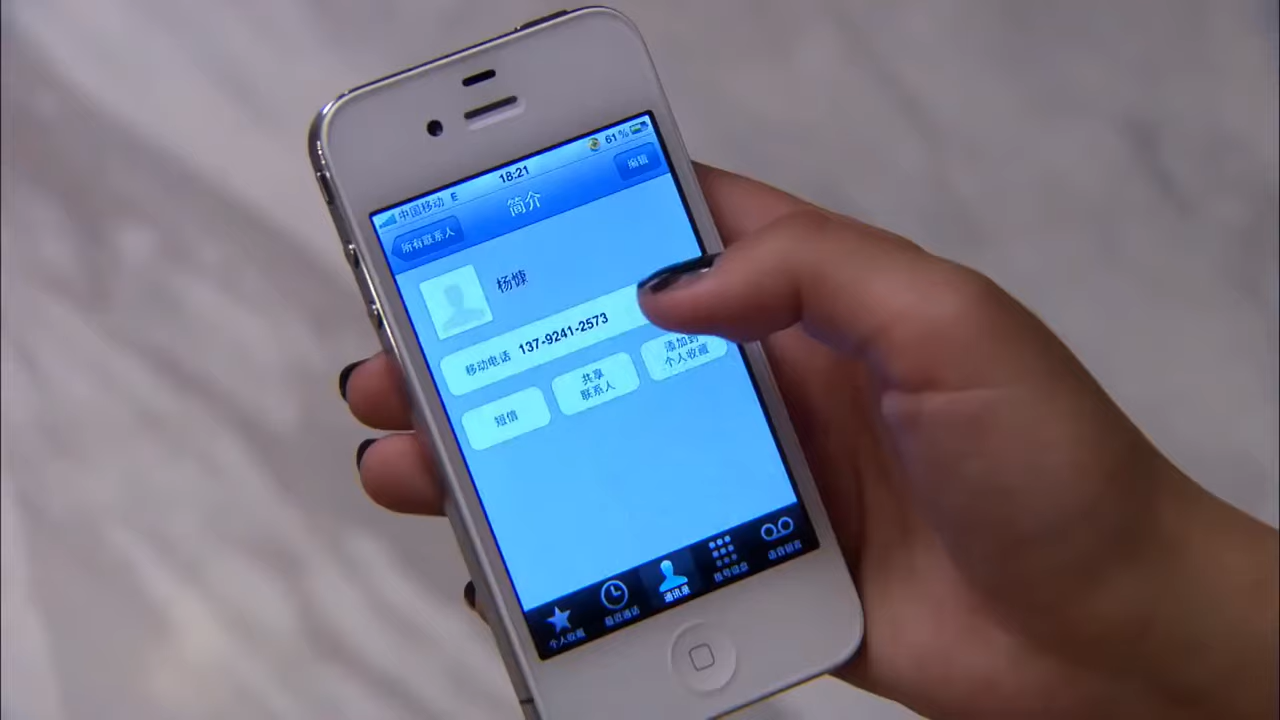 中国移动 E 18:21 61%
所有联系人 简介 编辑
杨慷
移动电话 137-9241-2573
短信
共享
联系人
添加到
个人收藏
个人收藏 最近通话 通讯录 拨号键盘 语音留言